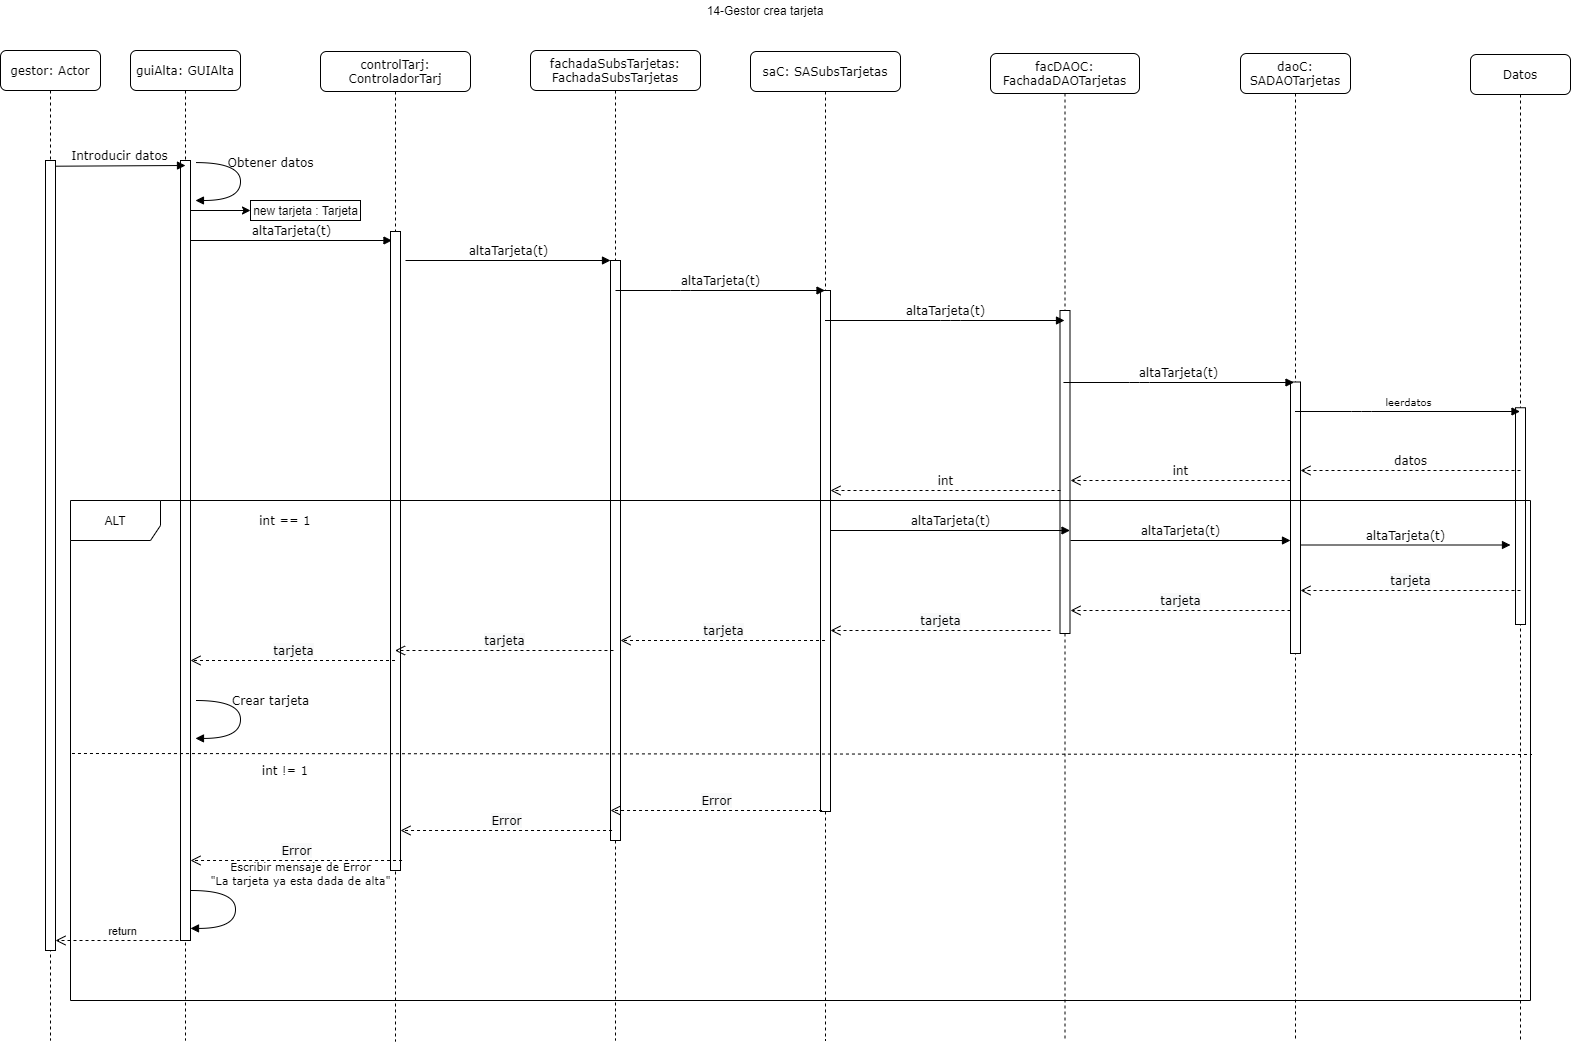 14-Gestor crea tarjeta
gestor: Actor
guiAlta: GUIAlta
controlTarj:
ControladorTarj
fachadaSubsTarjetas:
FachadaSubsTarjetas
saC: SASubsTarjetas
facDAOC:
FachadaDAOTarjetas
daoC:
SADAOTarjetas
Datos
Introducir datos
Obtener datos
new tarjeta : Tarjeta
altaTarjeta(t)
altaTarjeta(t)
altaTarjeta(t)
altaTarjeta(t)
altaTarjeta(t)
leerdatos
datos
int
int
ALT
int == 1
altaTarjeta(t)
altaTarjeta(t)
altaTarjeta(t)
tarjeta
tarjeta
tarjeta
tarjeta
tarjeta
tarjeta
Crear tarjeta
int != 1
Error
Error
Error
Escribir mensaje de Error
"La tarjeta ya esta dada de alta"
return